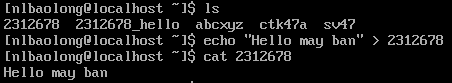 [nlbaolong@localhost ~]$ ls
2312678  2312678_hello  abcxyz  ctk47a  sv47
[nlbaolong@localhost ~]$ echo "Hello may ban" > 2312678
[nlbaolong@localhost ~]$ cat 2312678
Hello may ban